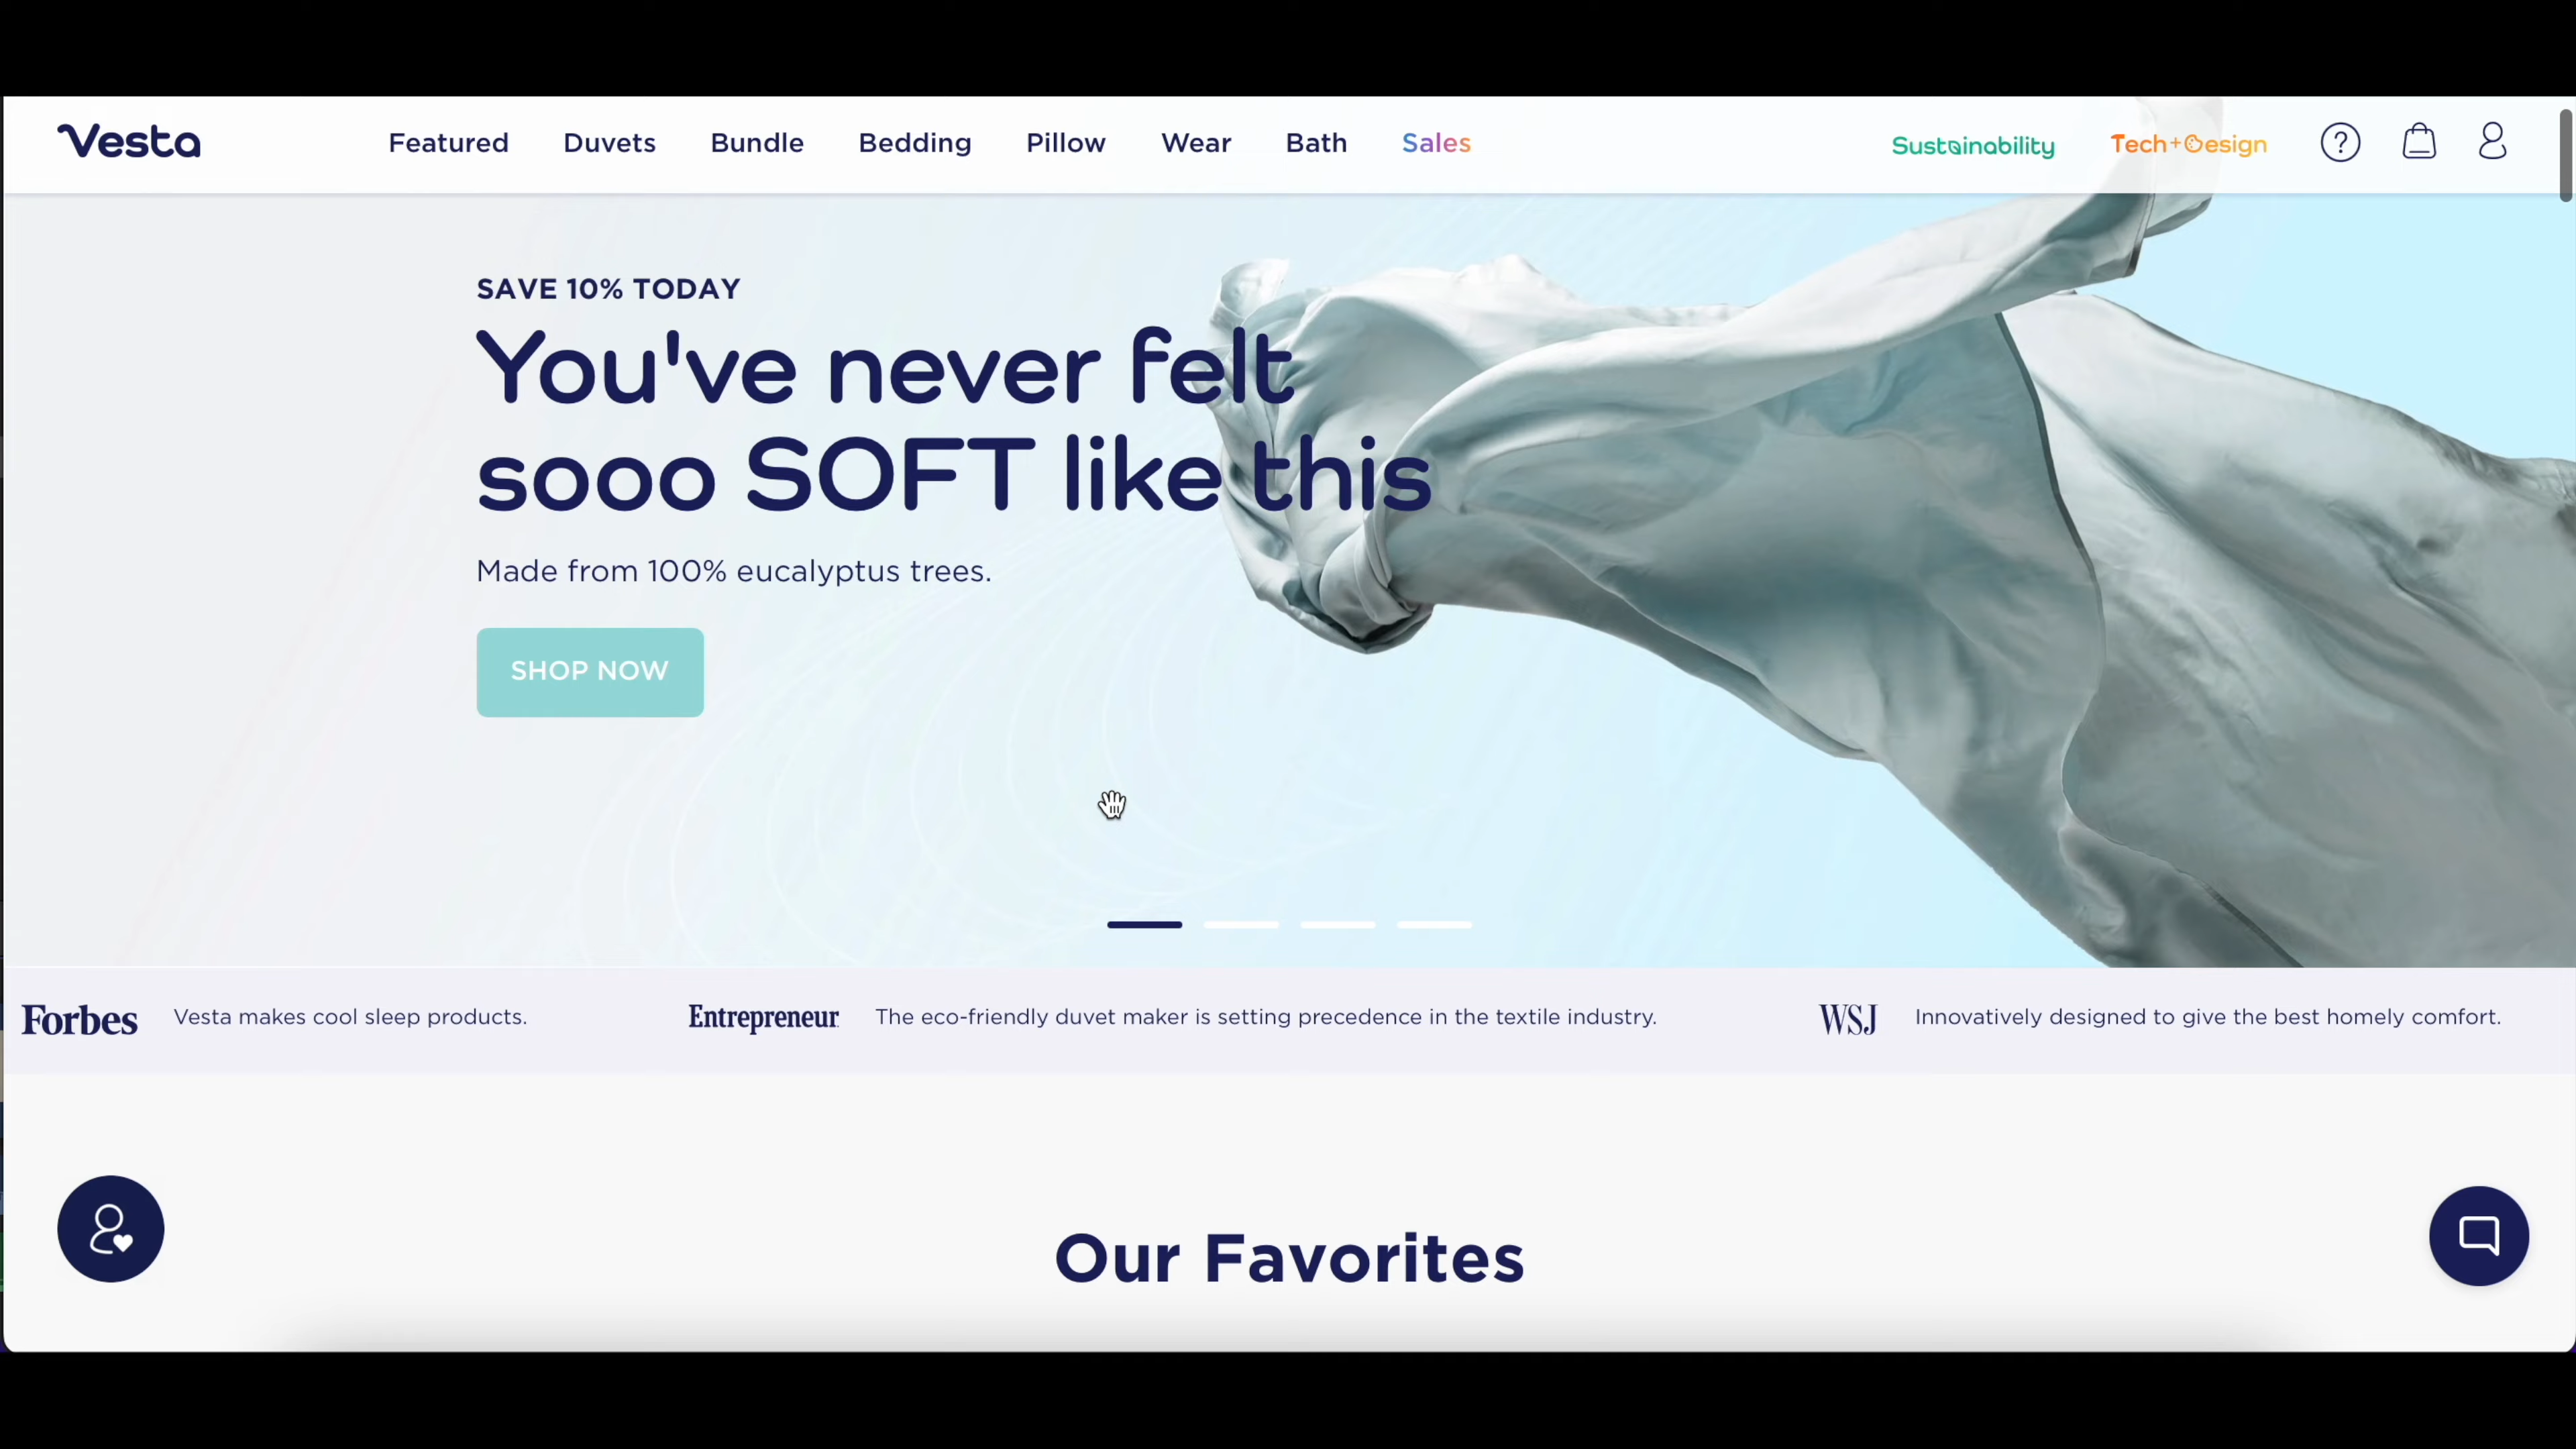 Vesta
Featured Duvets Bundle Bedding Pillow Wear Bath Sales
Sustainability Tech+Design
SAVE 10% TODAY
You've never felt
sooo SOFT like this
Made from 100% eucalyptus trees.
SHOP NOW
Forbes Vesta makes cool sleep products.
Entrepreneur The eco-friendly duvet maker is setting precedence in the textile industry.
WSJ Innovatively designed to give the best homely comfort.
Our Favorites